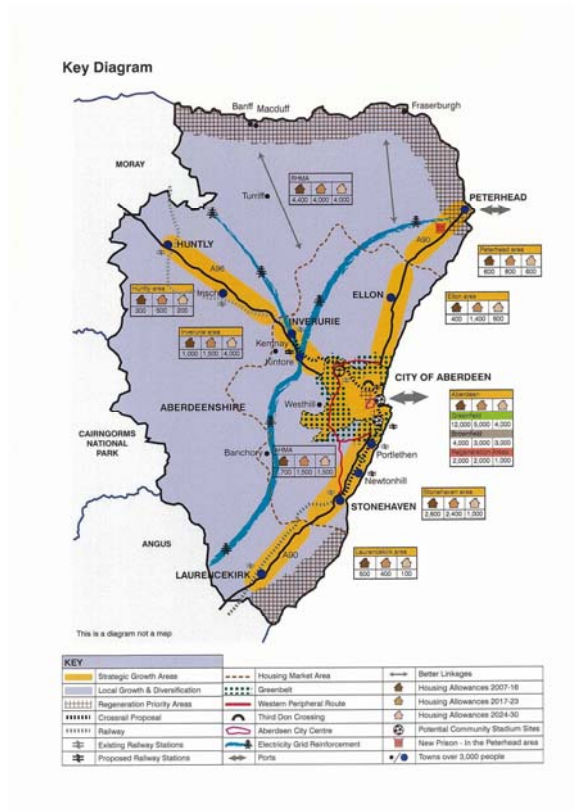 Key Diagram
Banff
Macduff
Fraserburgh
MORAY
RHMA
4,400 4,000 4,000
Turriff
PETERHEAD
A90
HUNTLY
A96
Peterhead area
600 800 600
Huntly area
300 500 200
Insch
ELLON
Ellon area
400 1,400 600
INVERURIE
Inverurie area
1,000 1,500 4,000
Kemnay
Kintore
CITY OF ABERDEEN
Westhill
Aberdeen
Greenfield
12,000 5,000 4,000
Brownfield
4,000 3,000 3,000
Regeneration Areas
2,000 2,000 1,000
ABERDEENSHIRE
CAIRNGORMS
NATIONAL
PARK
Banchory
AHMA
700 1,500 1,500
Portlethen
Newtonhill
STONEHAVEN
Stonehaven area
2,600 2,400 1,000
ANGUS
A90
LAURENCEKIRK
Laurencekirk area
500 400 100
This is a diagram not a map
KEY
Strategic Growth Areas
Housing Market Area
Better Linkages
Local Growth & Diversification
Greenbelt
Housing Allowances 2007-16
Regeneration Priority Areas
Western Peripheral Route
Housing Allowances 2017-23
Crossrail Proposal
Third Don Crossing
Housing Allowances 2024-30
Railway
Aberdeen City Centre
Potential Community Stadium Sites
Existing Railway Stations
Electricity Grid Reinforcement
New Prison - In the Peterhead area
Proposed Railway Stations
Ports
Towns over 3,000 people